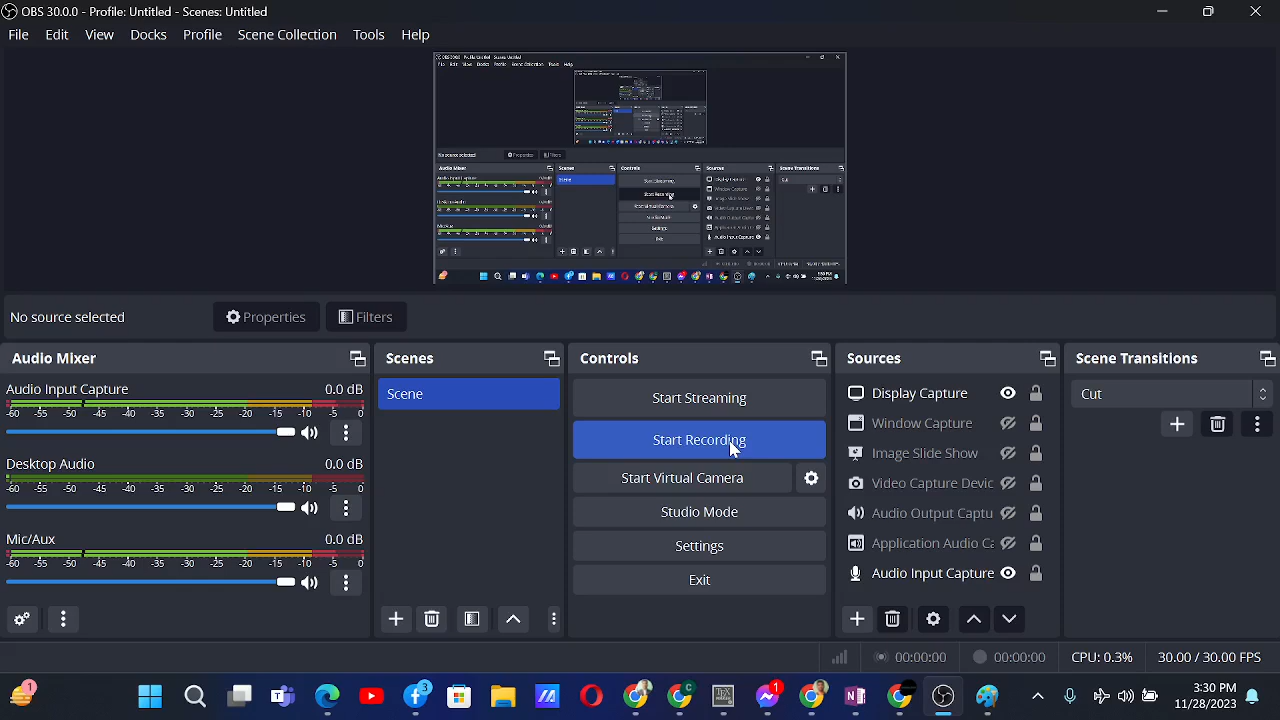 OBS 30.0.0 - Profile: Untitled - Scenes: Untitled
File Edit View Docks Profile Scene Collection Tools Help
No source selected Properties Filters
Audio Mixer
Audio Input Capture 0.0 dB
-60 -55 -50 -45 -40 -35 -30 -25 -20 -15 -10 -5 0
Desktop Audio 0.0 dB
-60 -55 -50 -45 -40 -35 -30 -25 -20 -15 -10 -5 0
Mic/Aux 0.0 dB
-60 -55 -50 -45 -40 -35 -30 -25 -20 -15 -10 -5 0
Scenes
Scene
Controls
Start Streaming
Start Recording
Start Virtual Camera
Studio Mode
Settings
Exit
Sources
Display Capture
Window Capture
Image Slide Show
Video Capture Devic
Audio Output Captu
Application Audio Ca
Audio Input Capture
Scene Transitions
Cut
00:00:00 00:00:00 CPU: 0.3% 30.00 / 30.00 FPS
1 3 1 3:30 PM
11/28/2023